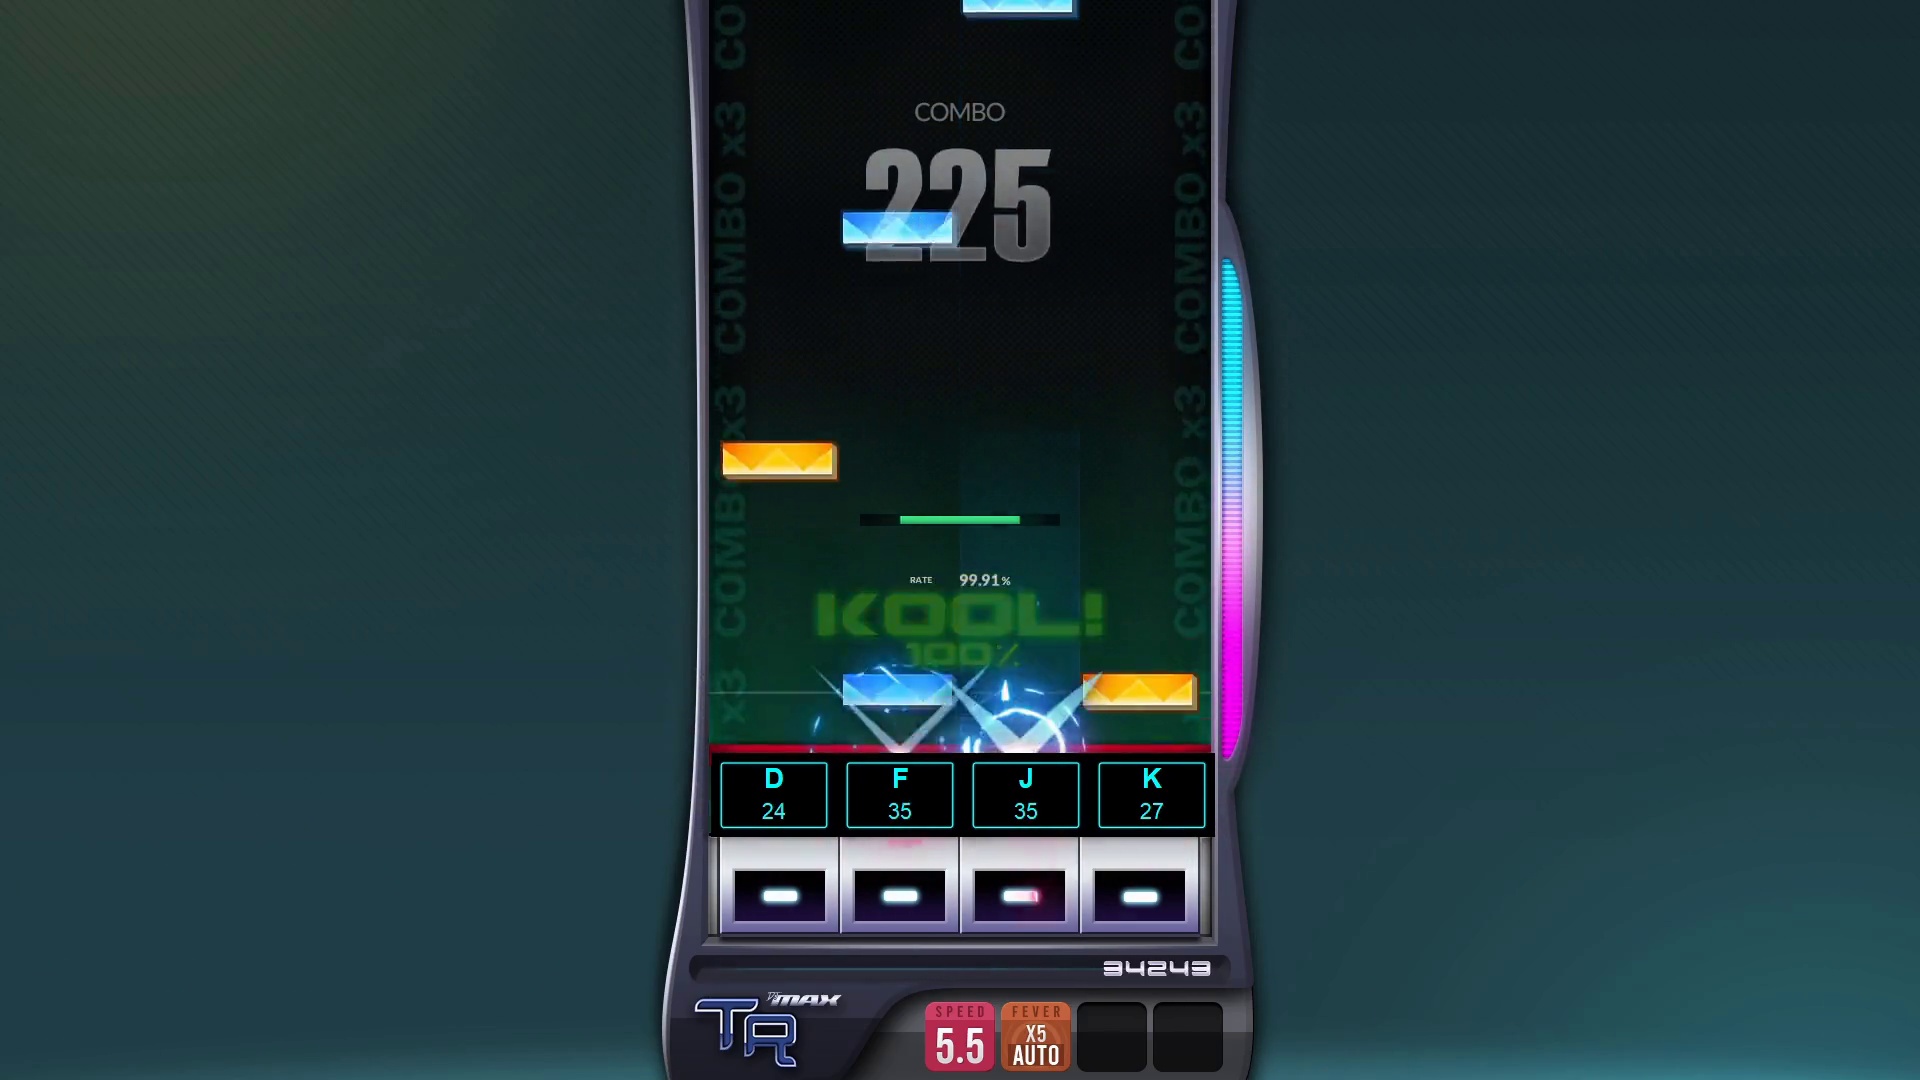 COMBO
225
COMBO x3 COMBO x3 COMBO x3
COMBO x3 COMBO x3 COMBO x3
RATE 99.91%
KOOL!
100%
D F J K
24 35 35 27
34243
TR DJMAX
SPEED FEVER
5.5 X5 AUTO